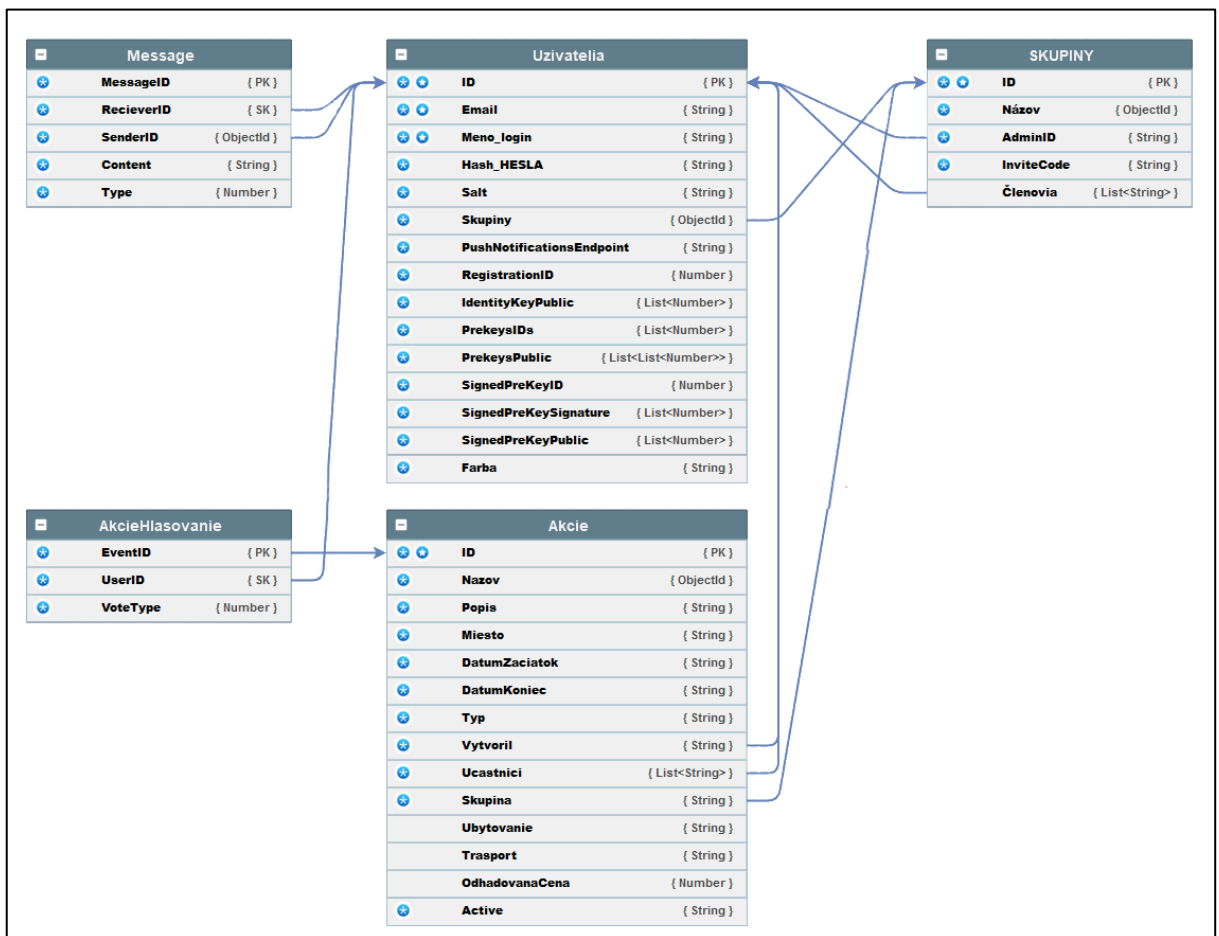 Message
MessageID { PK }
RecieverID { SK }
SenderID { ObjectId }
Content { String }
Type { Number }
Uzivatelia
ID { PK }
Email { String }
Meno_login { String }
Hash_HESLA { String }
Salt { String }
Skupiny { ObjectId }
PushNotificationsEndpoint { String }
RegistrationID { Number }
IdentityKeyPublic { List<Number> }
PrekeysIDs { List<Number> }
PrekeysPublic { List<List<Number>> }
SignedPreKeyID { Number }
SignedPreKeySignature { List<Number> }
SignedPreKeyPublic { List<Number> }
Farba { String }
SKUPINY
ID { PK }
Názov { ObjectId }
AdminID { String }
InviteCode { String }
Členovia { List<String> }
AkcieHlasovanie
EventID { PK }
UserID { SK }
VoteType { Number }
Akcie
ID { PK }
Nazov { ObjectId }
Popis { String }
Miesto { String }
DatumZaciatok { String }
DatumKoniec { String }
Typ { String }
Vytvoril { String }
Ucastnici { List<String> }
Skupina { String }
Ubytovanie { String }
Trasport { String }
OdhadovanaCena { Number }
Active { String }